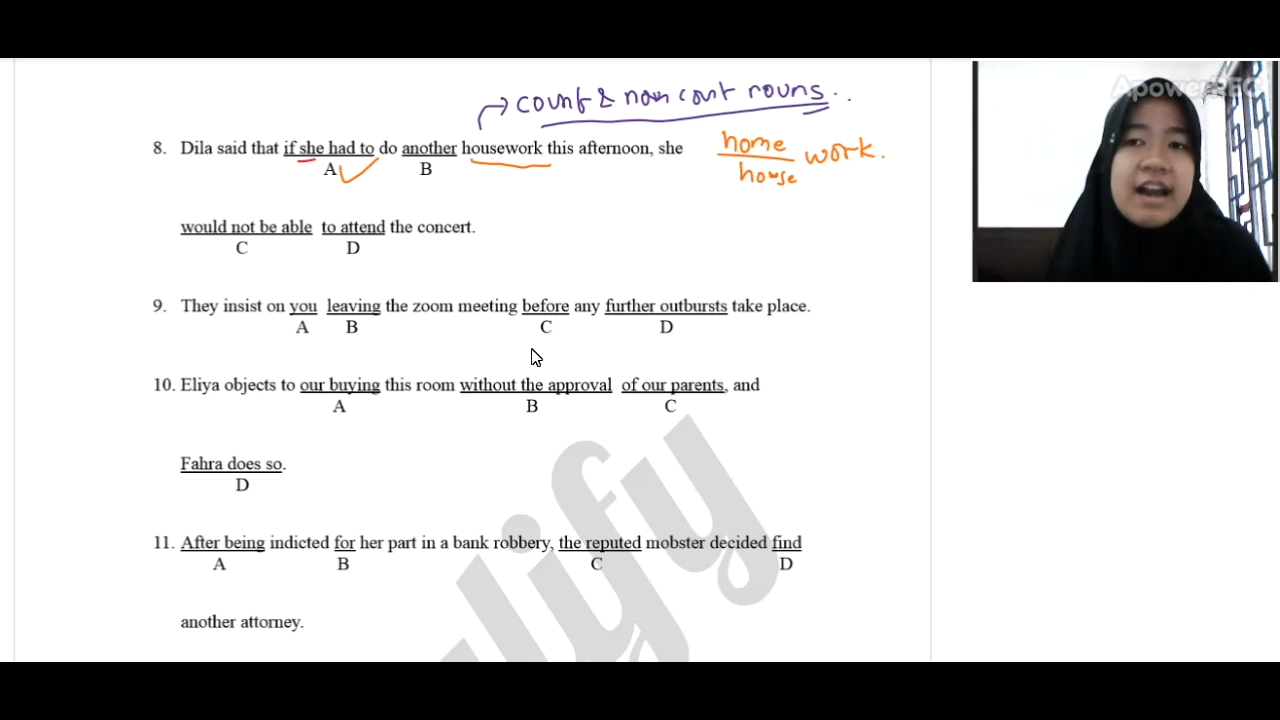 ApowerREC
→ count & non count nouns..
8. Dila said that if she had to do another housework this afternoon, she
A B
home
house work.
would not be able to attend the concert.
C D
9. They insist on you leaving the zoom meeting before any further outbursts take place.
A B C D
10. Eliya objects to our buying this room without the approval of our parents, and
A B C
Fahra does so.
D
11. After being indicted for her part in a bank robbery, the reputed mobster decided find
A B C D
another attorney.